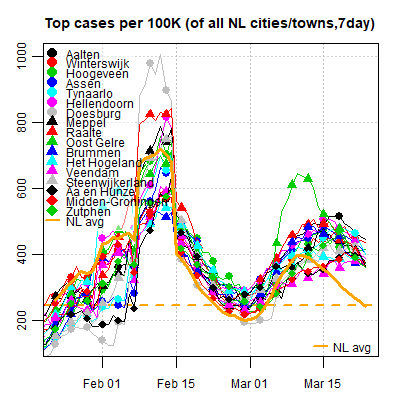 Top cases per 100K (of all NL cities/towns,7day)
1000
800
600
400
200
Aalten
Winterswijk
Hoogeveen
Assen
Tynaarlo
Hellendoorn
Doesburg
Meppel
Raalte
Oost Gelre
Brummen
Het Hogeland
Veendam
Steenwijkerland
Aa en Hunze
Midden-Groningen
Zutphen
NL avg
NL avg
Feb 01 Feb 15 Mar 01 Mar 15